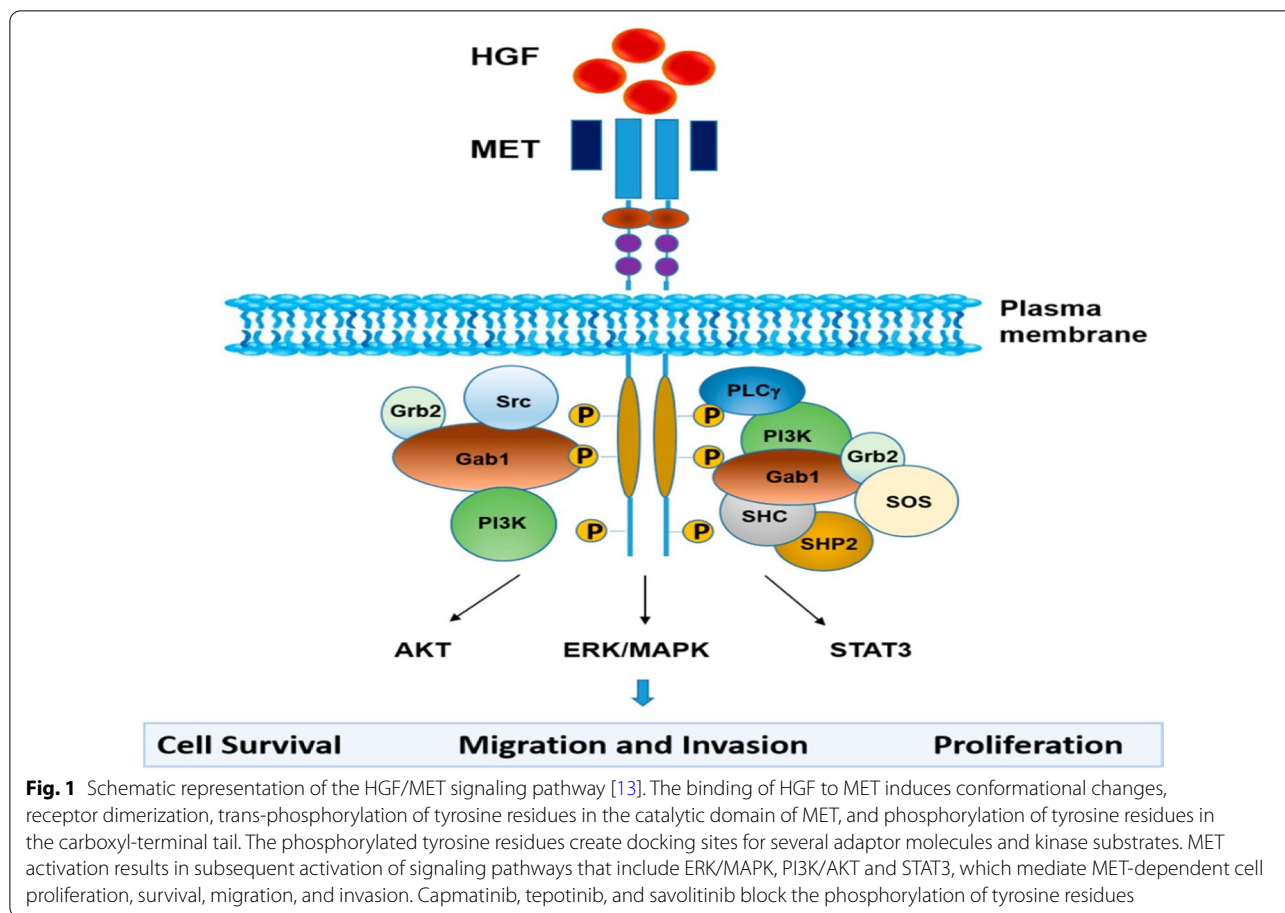 HGF
MET
Plasma
membrane
Grb2
Src
P
PLCγ
PI3K
Grb2
Gab1
P
P
Gab1
SOS
PI3K
P
P
SHC
SHP2
P
AKT
ERK/MAPK
STAT3
Cell Survival
Migration and Invasion
Proliferation
Fig. 1 Schematic representation of the HGF/MET signaling pathway [13]. The binding of HGF to MET induces conformational changes,
receptor dimerization, trans-phosphorylation of tyrosine residues in the catalytic domain of MET, and phosphorylation of tyrosine residues in
the carboxyl-terminal tail. The phosphorylated tyrosine residues create docking sites for several adaptor molecules and kinase substrates. MET
activation results in subsequent activation of signaling pathways that include ERK/MAPK, PI3K/AKT and STAT3, which mediate MET-dependent cell
proliferation, survival, migration, and invasion. Capmatinib, tepotinib, and savolitinib block the phosphorylation of tyrosine residues